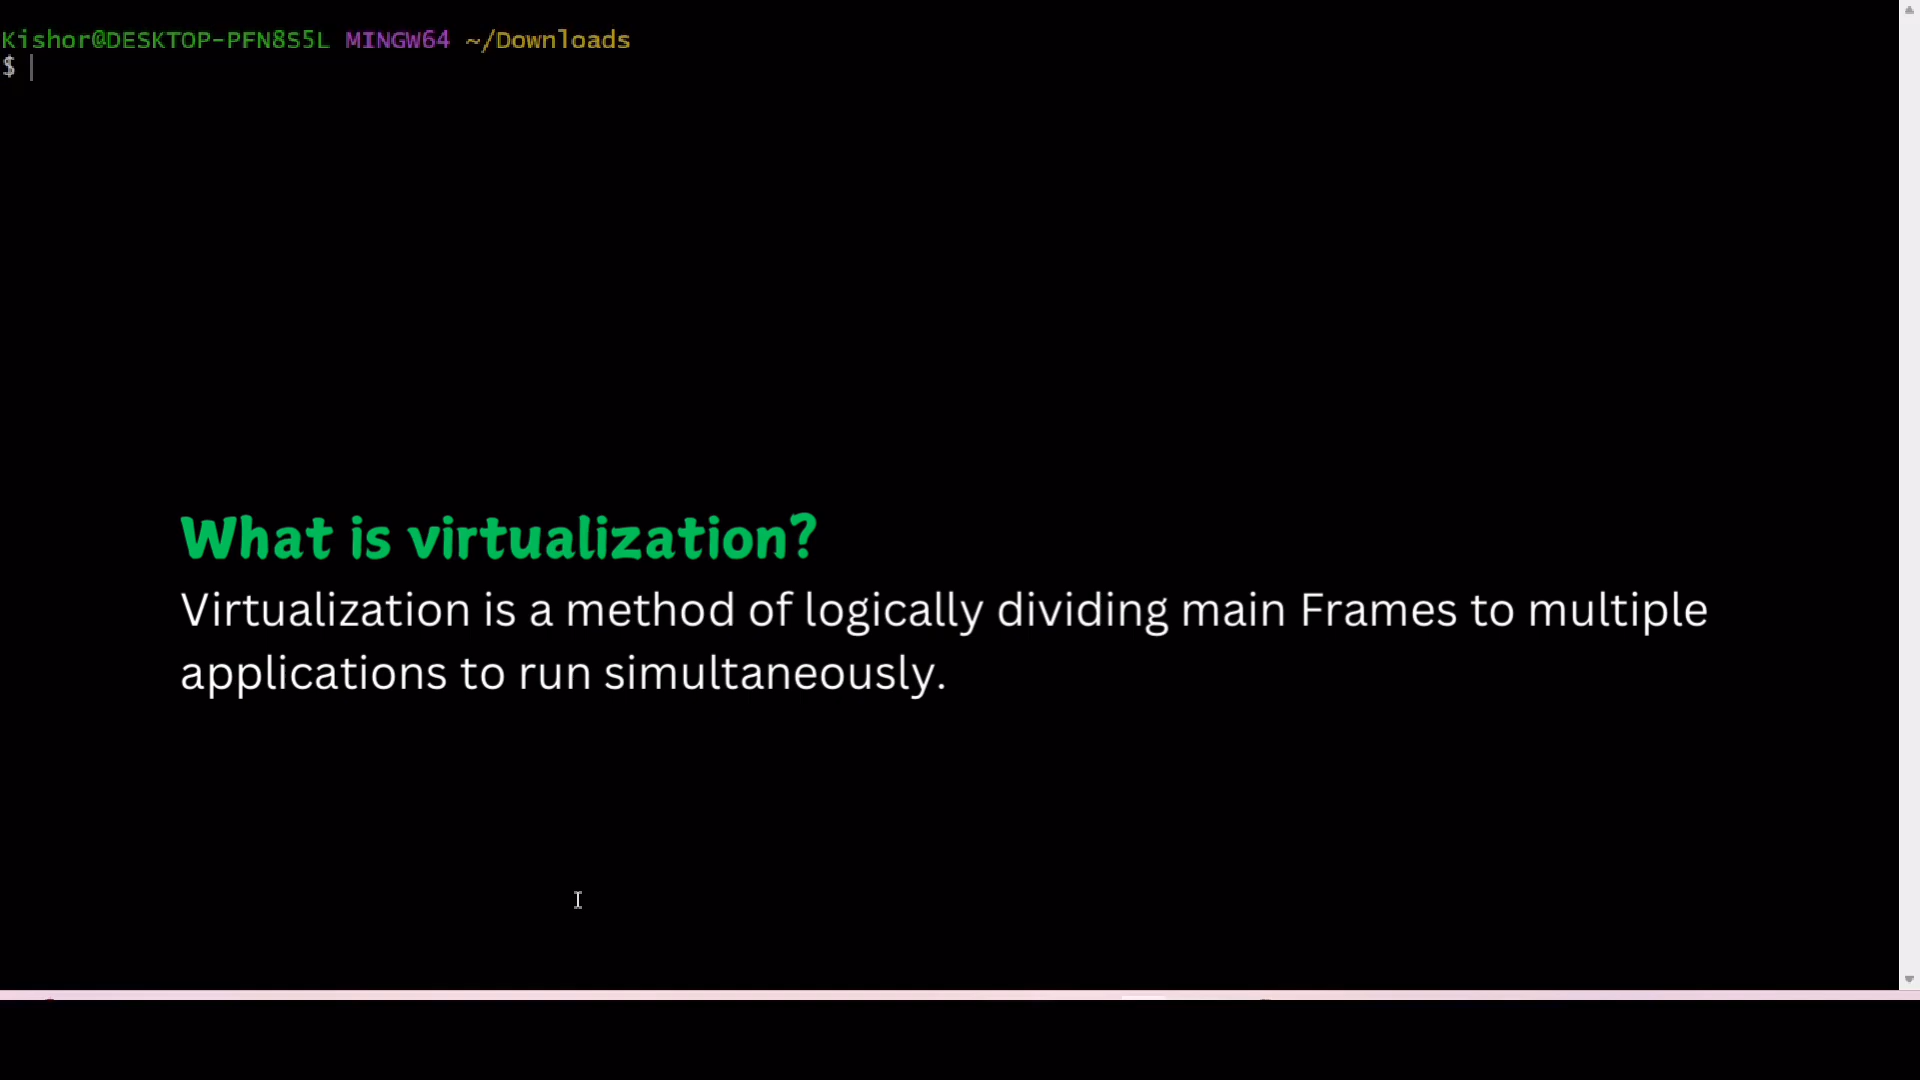 Kishor@DESKTOP-PFN8S5L MINGW64 ~/Downloads
$
What is virtualization?
Virtualization is a method of logically dividing main Frames to multiple
applications to run simultaneously.